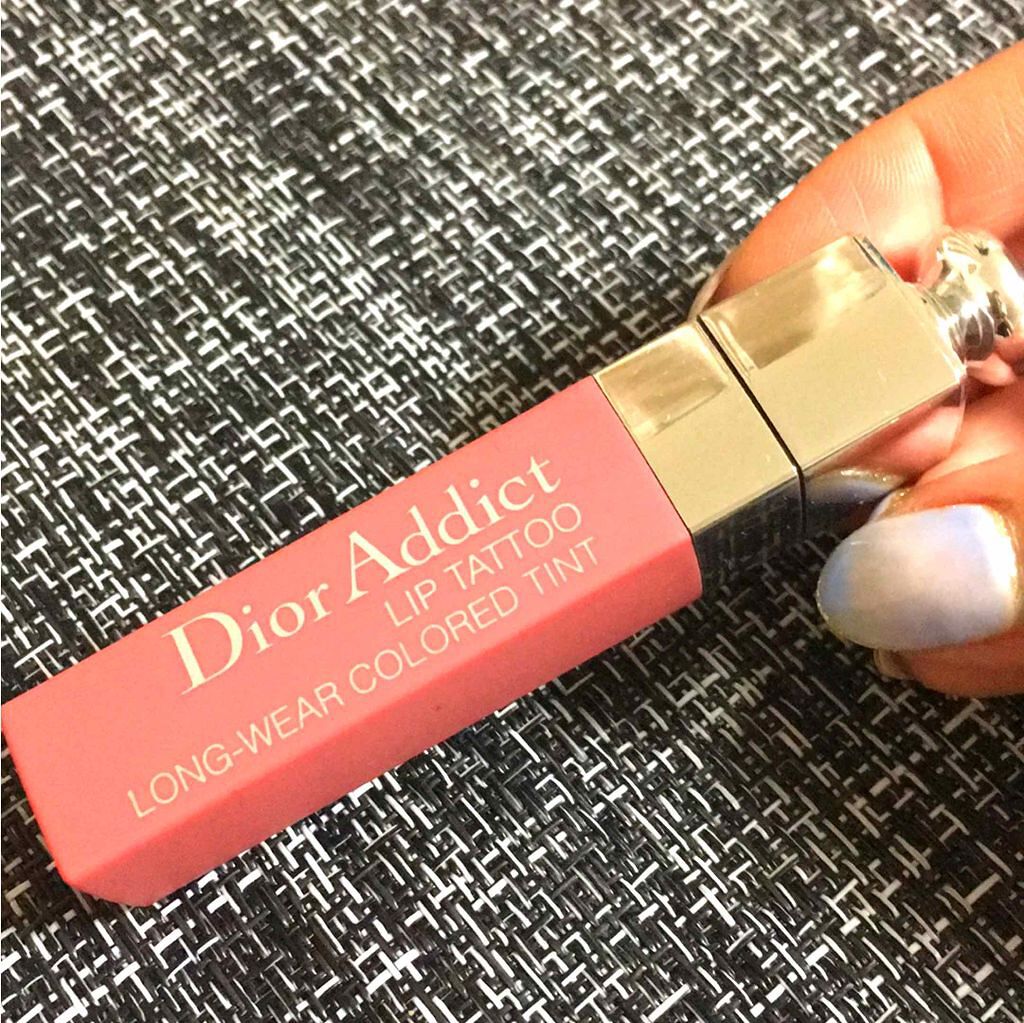 Dior Addict
LIP TATTOO
LONG-WEAR COLORED TINT